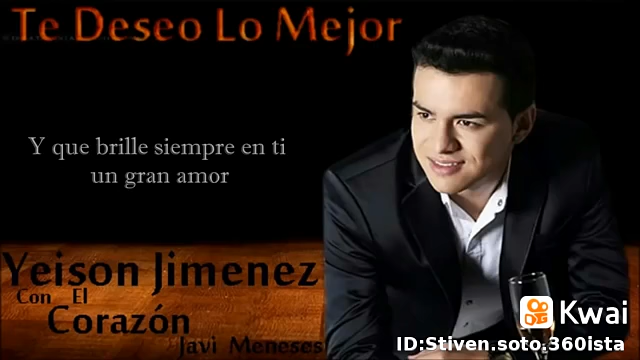 Te Deseo Lo Mejor
Y que brille siempre en ti
un gran amor
Yeison Jimenez
Con El
Corazón
Javi Meneses
Kwai
ID:Stiven.soto.360ista